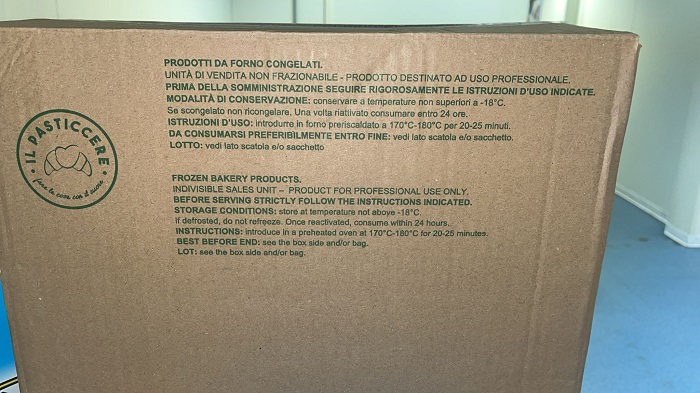 PRODOTTI DA FORNO CONGELATI.
UNITÀ DI VENDITA NON FRAZIONABILE - PRODOTTO DESTINATO AD USO PROFESSIONALE.
PRIMA DELLA SOMMINISTRAZIONE SEGUIRE RIGOROSAMENTE LE ISTRUZIONI D'USO INDICATE.
MODALITÀ DI CONSERVAZIONE: conservare a temperature non superiori a -18°C.
Se scongelato non ricongelare. Una volta riattivato consumare entro 24 ore.
ISTRUZIONI D'USO: introdurre in forno preriscaldato a 170°C-180°C per 20-25 minuti.
DA CONSUMARSI PREFERIBILMENTE ENTRO FINE: vedi lato scatola e/o sacchetto.
LOTTO: vedi lato scatola e/o sacchetto
IL PASTICCERE
fare le cose con il cuore
FROZEN BAKERY PRODUCTS.
INDIVISIBLE SALES UNIT – PRODUCT FOR PROFESSIONAL USE ONLY.
BEFORE SERVING STRICTLY FOLLOW THE INSTRUCTIONS INDICATED.
STORAGE CONDITIONS: store at temperature not above -18°C.
If defrosted, do not refreeze. Once reactivated, consume within 24 hours.
INSTRUCTIONS: introduce in a preheated oven at 170°C-180°C for 20-25 minutes.
BEST BEFORE END: see the box side and/or bag.
LOT: see the box side and/or bag.